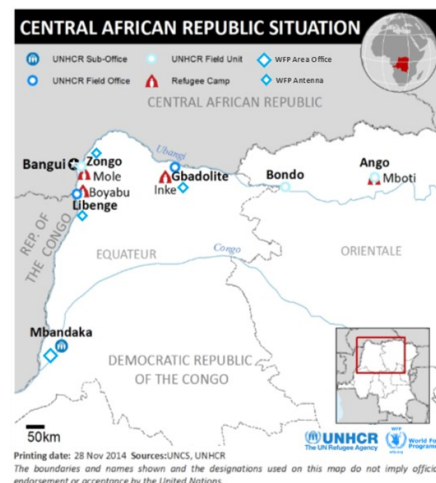 CENTRAL AFRICAN REPUBLIC SITUATION
UNHCR Sub-Office
UNHCR Field Unit
WFP Area Office
UNHCR Field Office
Refugee Camp
WFP Antenna
CENTRAL AFRICAN REPUBLIC
Ubangi
Bangui
Zongo
Mole
Boyabu
Libenge
Gbadolite
Inke
Bondo
Ango
Mboti
REP. OF
THE CONGO
EQUATEUR
Congo
ORIENTALE
Mbandaka
DEMOCRATIC REPUBLIC
OF THE CONGO
50km
UNHCR
The UN Refugee Agency
WFP
World Fo
Programm
Printing date: 28 Nov 2014 Sources:UNCS, UNHCR
The boundaries and names shown and the designations used on this map do not imply offici
endorsement or acceptance by the United Nations.